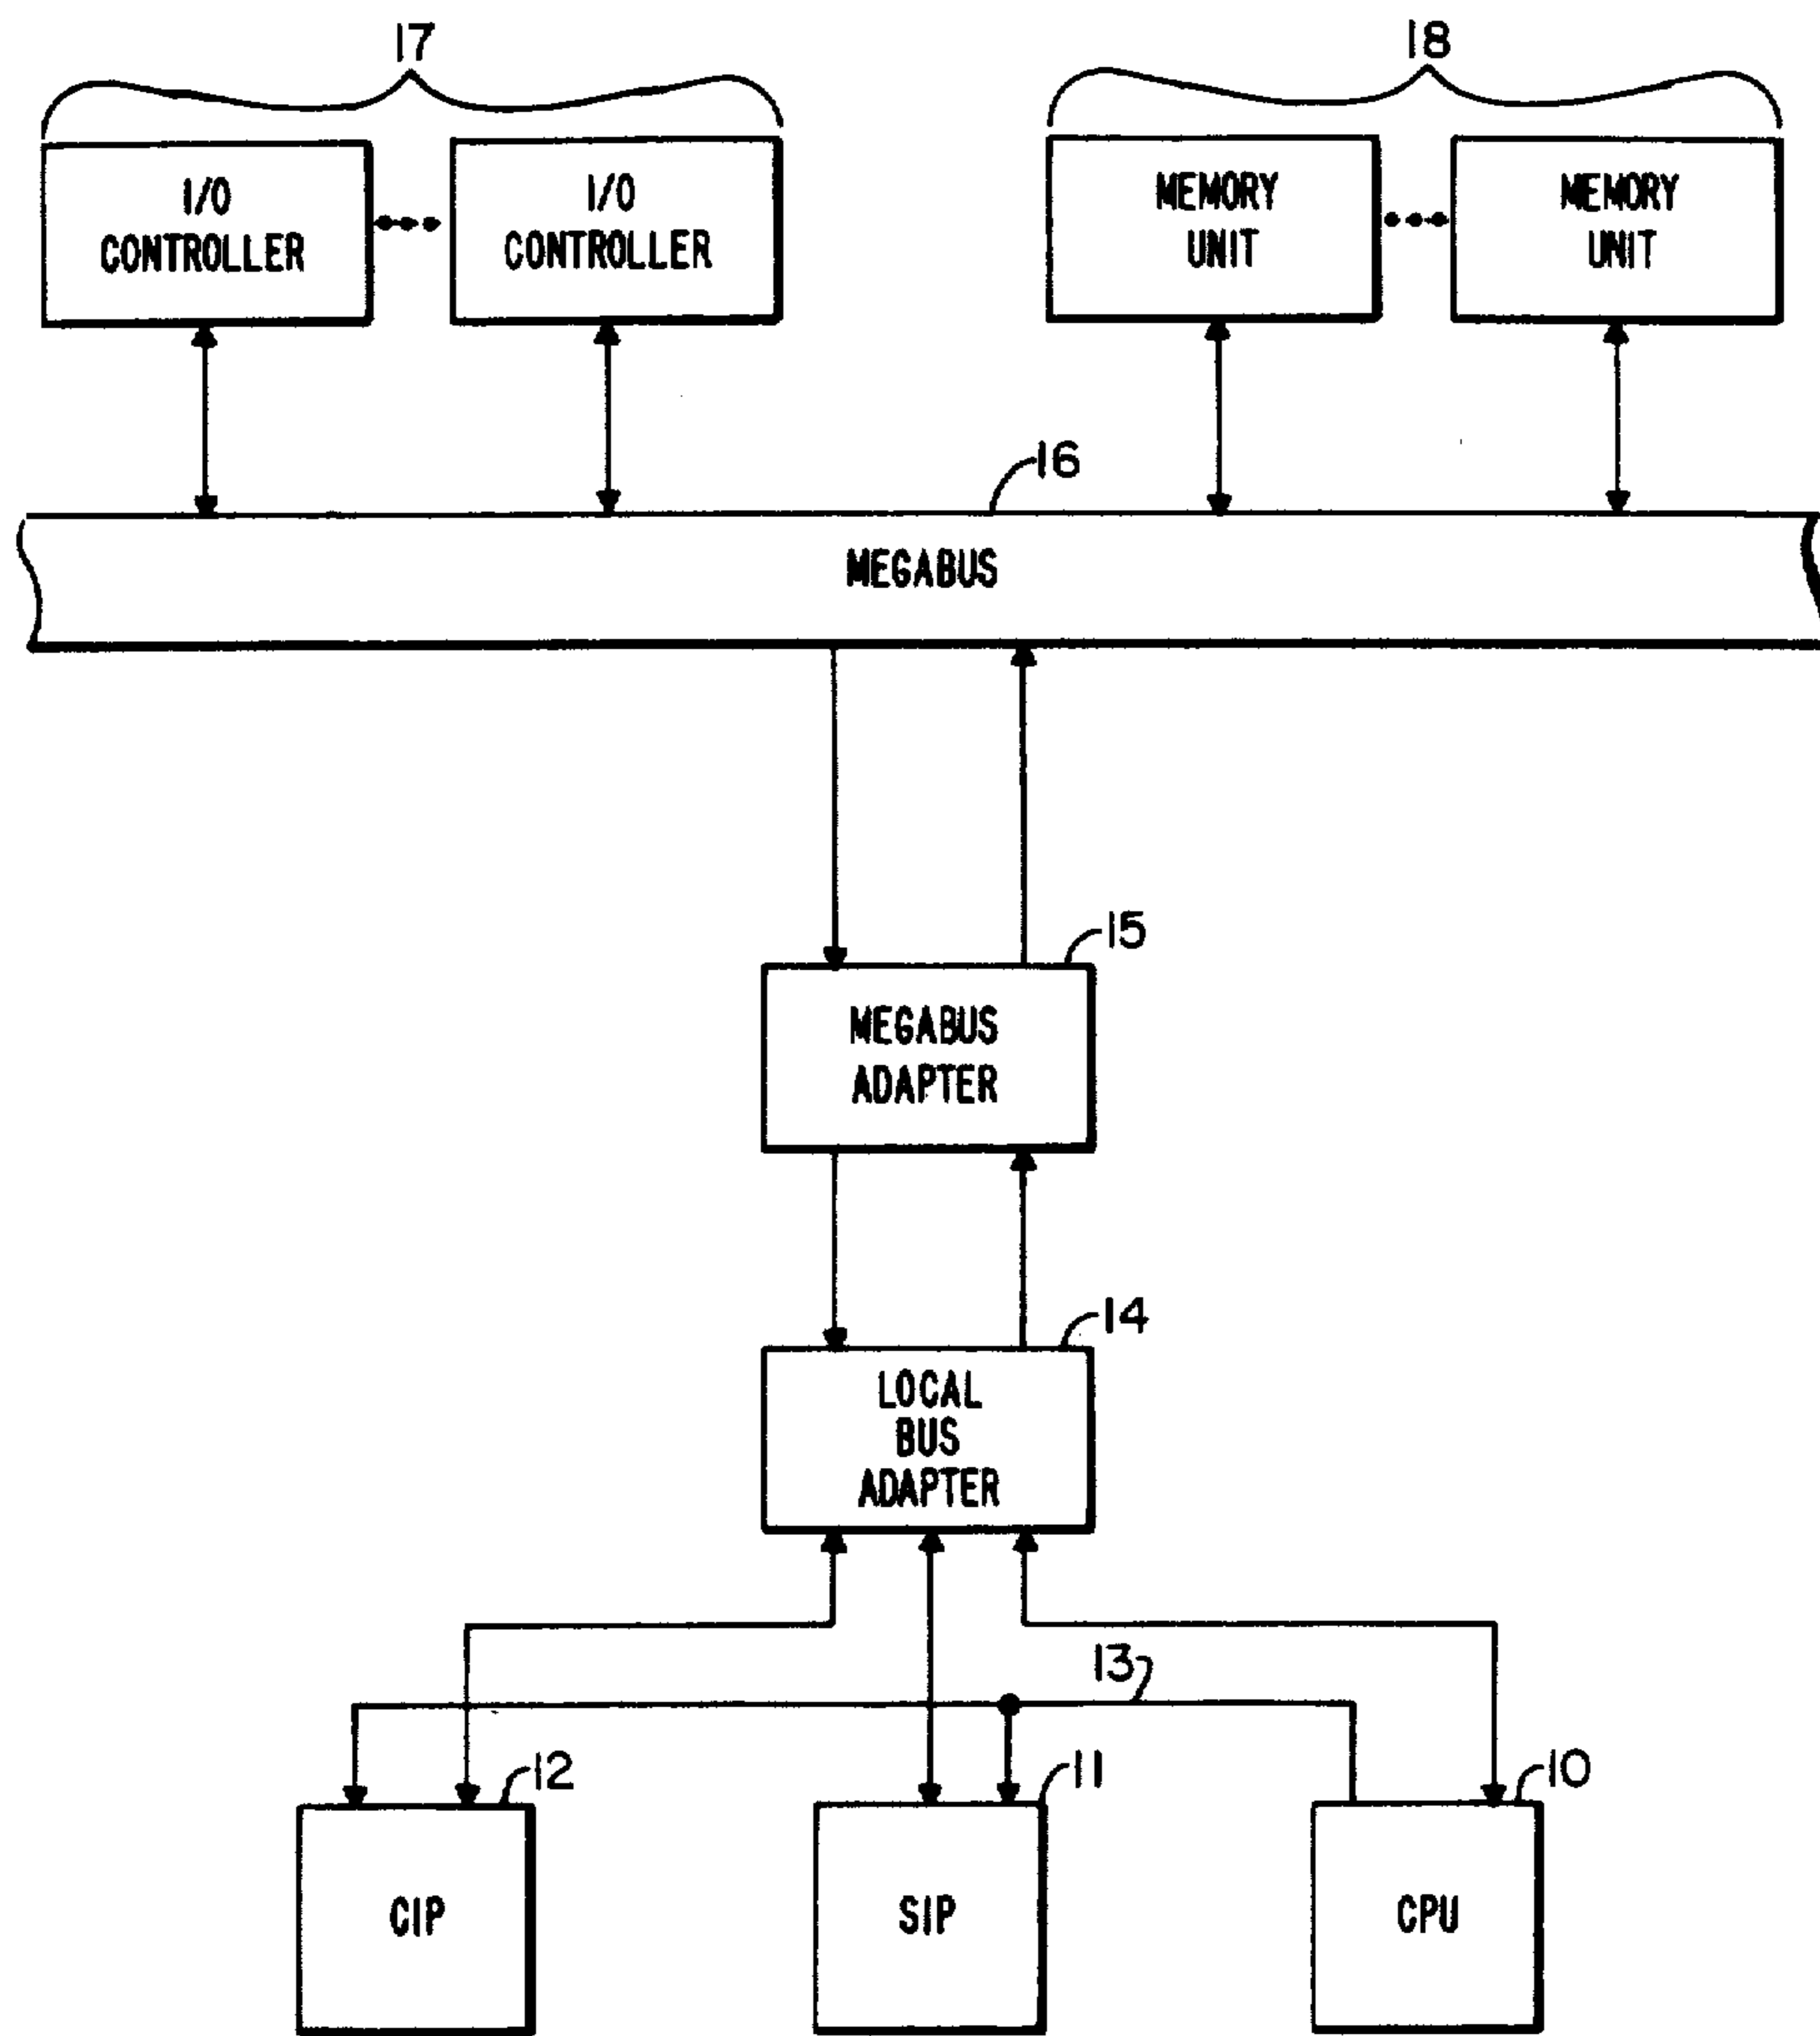 17
18
I/O
CONTROLLER
I/O
CONTROLLER
MEMORY
UNIT
MEMORY
UNIT
16
MEGABUS
15
MEGABUS
ADAPTER
14
LOCAL
BUS
ADAPTER
13
12
11
10
CIP
SIP
CPU